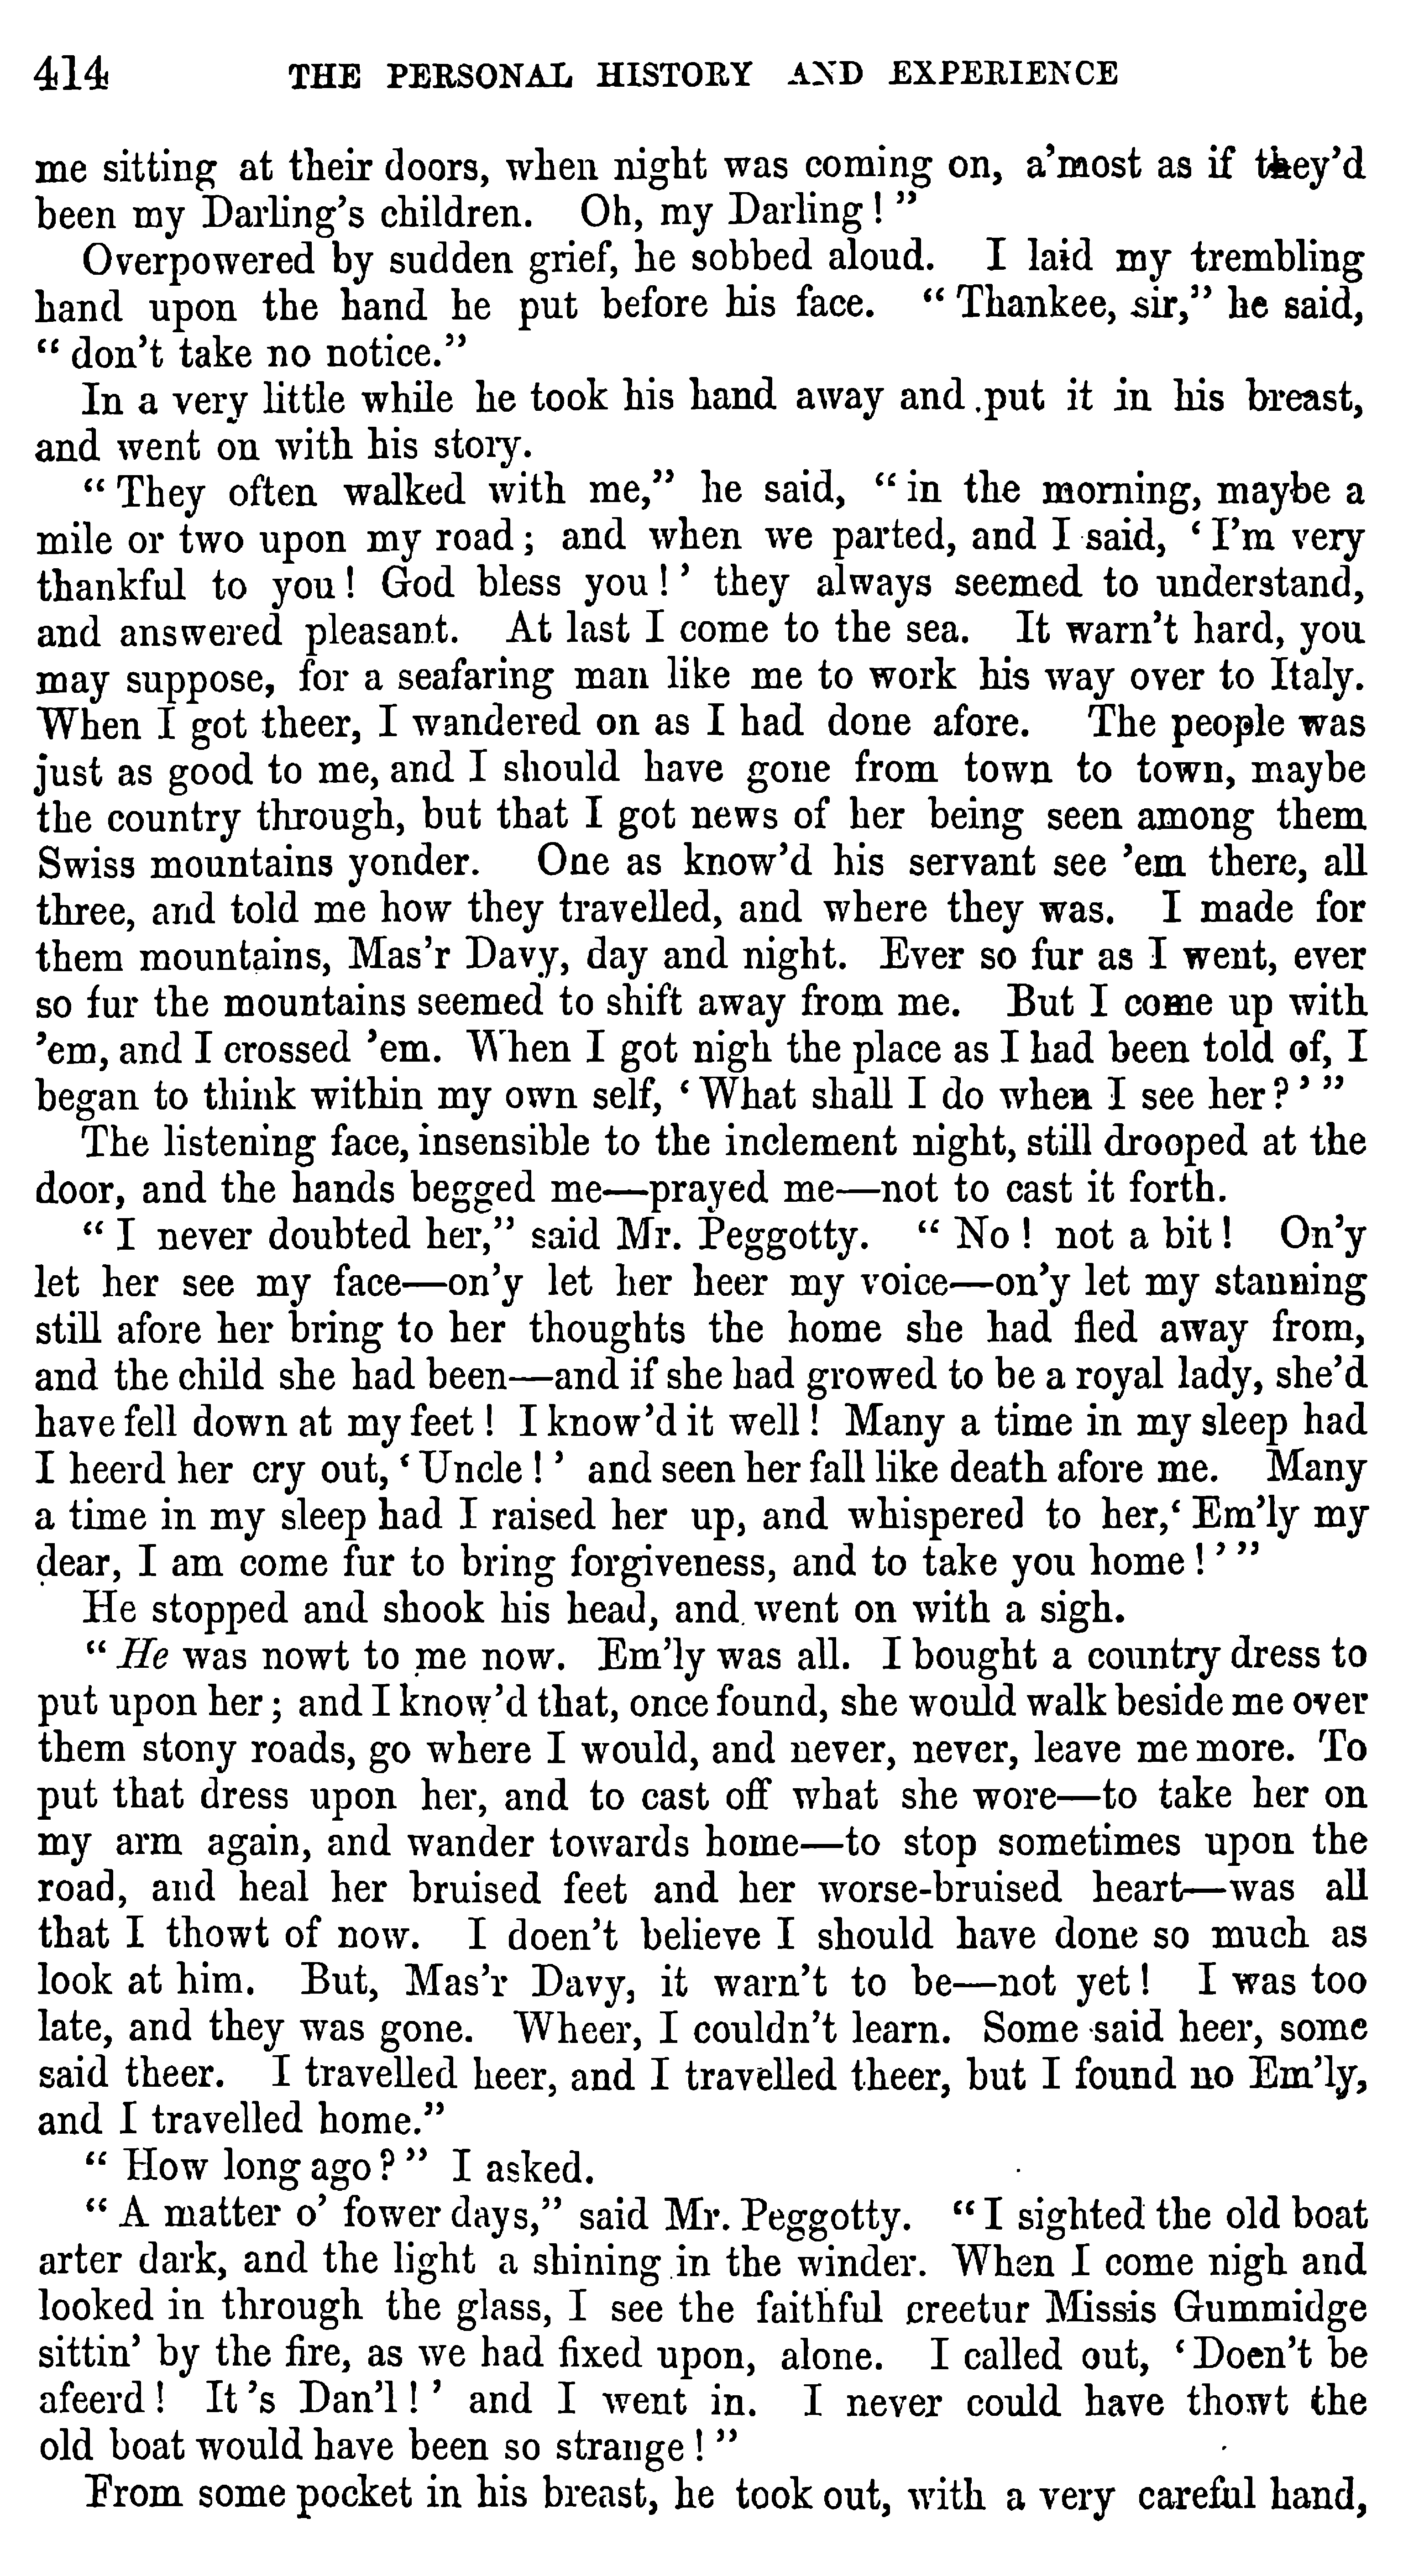 414 THE PERSONAL HISTORY AND EXPERIENCE
me sitting at their doors, when night was coming on, a'most as if they'd
been my Darling's children. Oh, my Darling!"
Overpowered by sudden grief, he sobbed aloud. I laid my trembling
hand upon the hand he put before his face. "Thankee, sir," he said,
"don't take no notice."
In a very little while he took his hand away and put it in his breast,
and went on with his story.
"They often walked with me," he said, "in the morning, maybe a
mile or two upon my road; and when we parted, and I said, 'I'm very
thankful to you! God bless you!' they always seemed to understand,
and answered pleasant. At last I come to the sea. It warn't hard, you
may suppose, for a seafaring man like me to work his way over to Italy.
When I got theer, I wandered on as I had done afore. The people was
just as good to me, and I should have gone from town to town, maybe
the country through, but that I got news of her being seen among them
Swiss mountains yonder. One as know'd his servant see 'em there, all
three, and told me how they travelled, and where they was. I made for
them mountains, Mas'r Davy, day and night. Ever so fur as I went, ever
so fur the mountains seemed to shift away from me. But I come up with
'em, and I crossed 'em. When I got nigh the place as I had been told of, I
began to think within my own self, 'What shall I do when I see her?'"
The listening face, insensible to the inclement night, still drooped at the
door, and the hands begged me—prayed me—not to cast it forth.
"I never doubted her," said Mr. Peggotty. "No! not a bit! On'y
let her see my face—on'y let her heer my voice—on'y let my stanning
still afore her bring to her thoughts the home she had fled away from,
and the child she had been—and if she had growed to be a royal lady, she'd
have fell down at my feet! I know'd it well! Many a time in my sleep had
I heerd her cry out, 'Uncle!' and seen her fall like death afore me. Many
a time in my sleep had I raised her up, and whispered to her, 'Em'ly my
dear, I am come fur to bring forgiveness, and to take you home!'"
He stopped and shook his head, and went on with a sigh.
"He was nowt to me now. Em'ly was all. I bought a country dress to
put upon her; and I know'd that, once found, she would walk beside me over
them stony roads, go where I would, and never, never, leave me more. To
put that dress upon her, and to cast off what she wore—to take her on
my arm again, and wander towards home—to stop sometimes upon the
road, and heal her bruised feet and her worse-bruised heart—was all
that I thowt of now. I doen't believe I should have done so much as
look at him. But, Mas'r Davy, it warn't to be—not yet! I was too
late, and they was gone. Wheer, I couldn't learn. Some said heer, some
said theer. I travelled heer, and I travelled theer, but I found no Em'ly,
and I travelled home."
"How long ago?" I asked.
"A matter o' fower days," said Mr. Peggotty. "I sighted the old boat
arter dark, and the light a shining in the winder. When I come nigh and
looked in through the glass, I see the faithful creetur Missis Gummidge
sittin' by the fire, as we had fixed upon, alone. I called out, 'Doen't be
afeerd! It's Dan'l!' and I went in. I never could have thowt the
old boat would have been so strange!"
From some pocket in his breast, he took out, with a very careful hand,